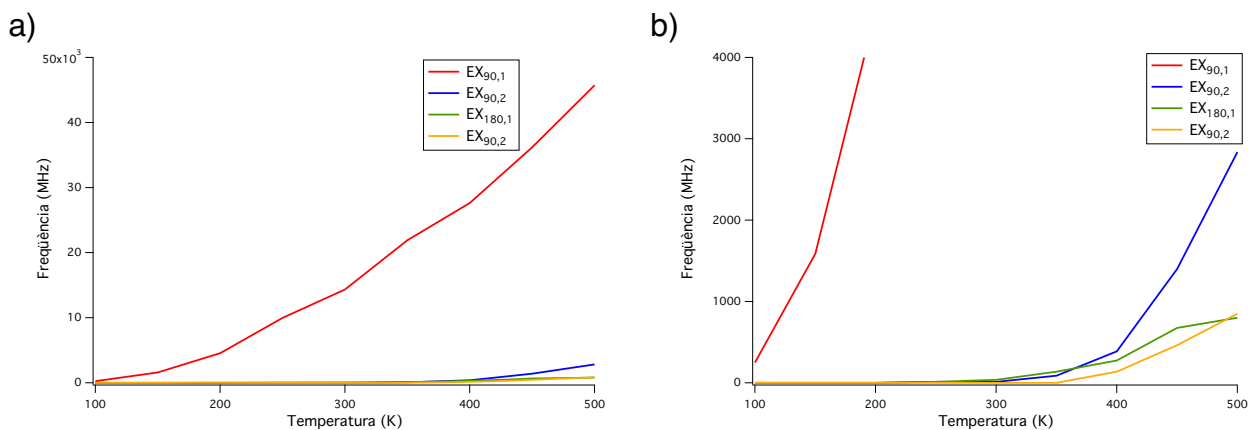 a)
50x10³
40
30
20
10
0
Freqüència (MHz)
100
200
300
400
500
Temperatura (K)
EX90,1
EX90,2
EX180,1
EX90,2
b)
4000
3000
2000
1000
0
Freqüència (MHz)
100
200
300
400
500
Temperatura (K)
EX90,1
EX90,2
EX180,1
EX90,2